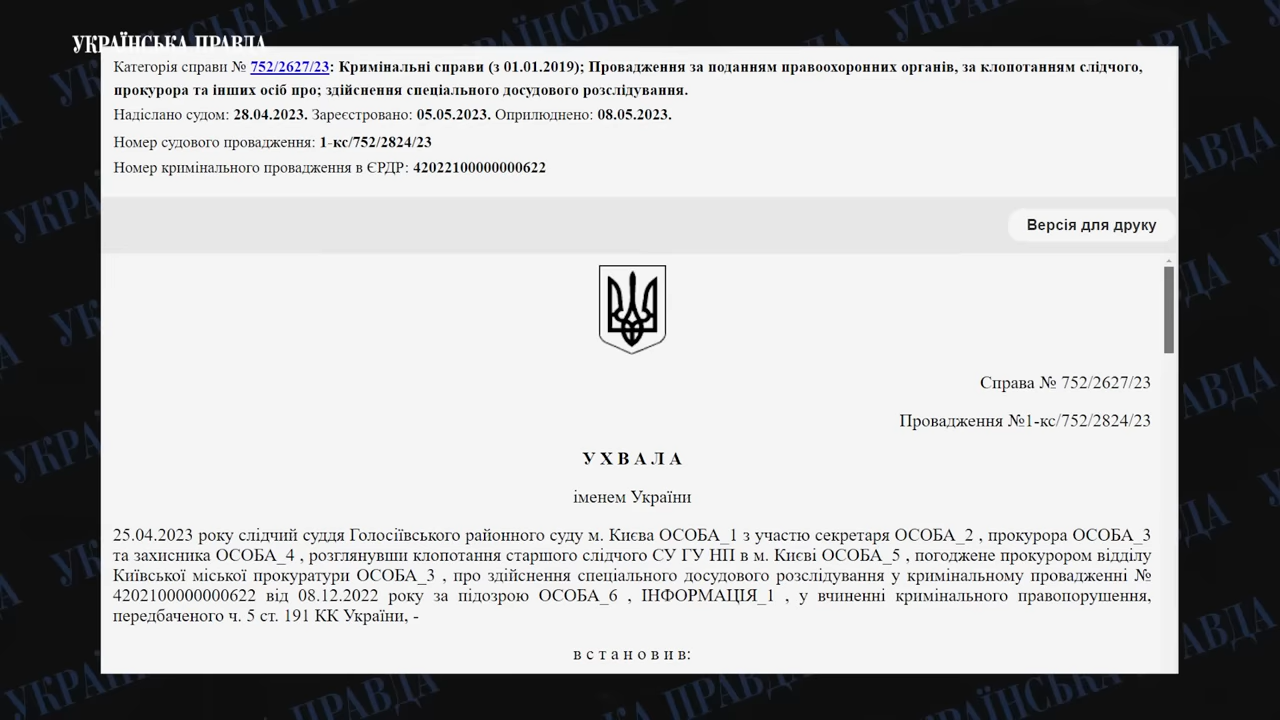 УКРАЇНСЬКА ПРАВДА
Категорія справи № 752/2627/23: Кримінальні справи (з 01.01.2019); Провадження за поданням правоохоронних органів, за клопотанням слідчого,
прокурора та інших осіб про; здійснення спеціального досудового розслідування.
Надіслано судом: 28.04.2023. Зареєстровано: 05.05.2023. Оприлюднено: 08.05.2023.
Номер судового провадження: 1-кс/752/2824/23
Номер кримінального провадження в ЄРДР: 42022100000000622
Версія для друку
Справа № 752/2627/23
Провадження №1-кс/752/2824/23
У Х В А Л А
іменем України
25.04.2023 року слідчий суддя Голосіївського районного суду м. Києва ОСОБА_1 з участю секретаря ОСОБА_2 , прокурора ОСОБА_3
та захисника ОСОБА_4 , розглянувши клопотання старшого слідчого СУ ГУ НП в м. Києві ОСОБА_5 , погоджене прокурором відділу
Київської міської прокуратури ОСОБА_3 , про здійснення спеціального досудового розслідування у кримінальному провадженні №
4202100000000622 від 08.12.2022 року за підозрою ОСОБА_6 , ІНФОРМАЦІЯ_1 , у вчиненні кримінального правопорушення,
передбаченого ч. 5 ст. 191 КК України, -
в с т а н о в и в: